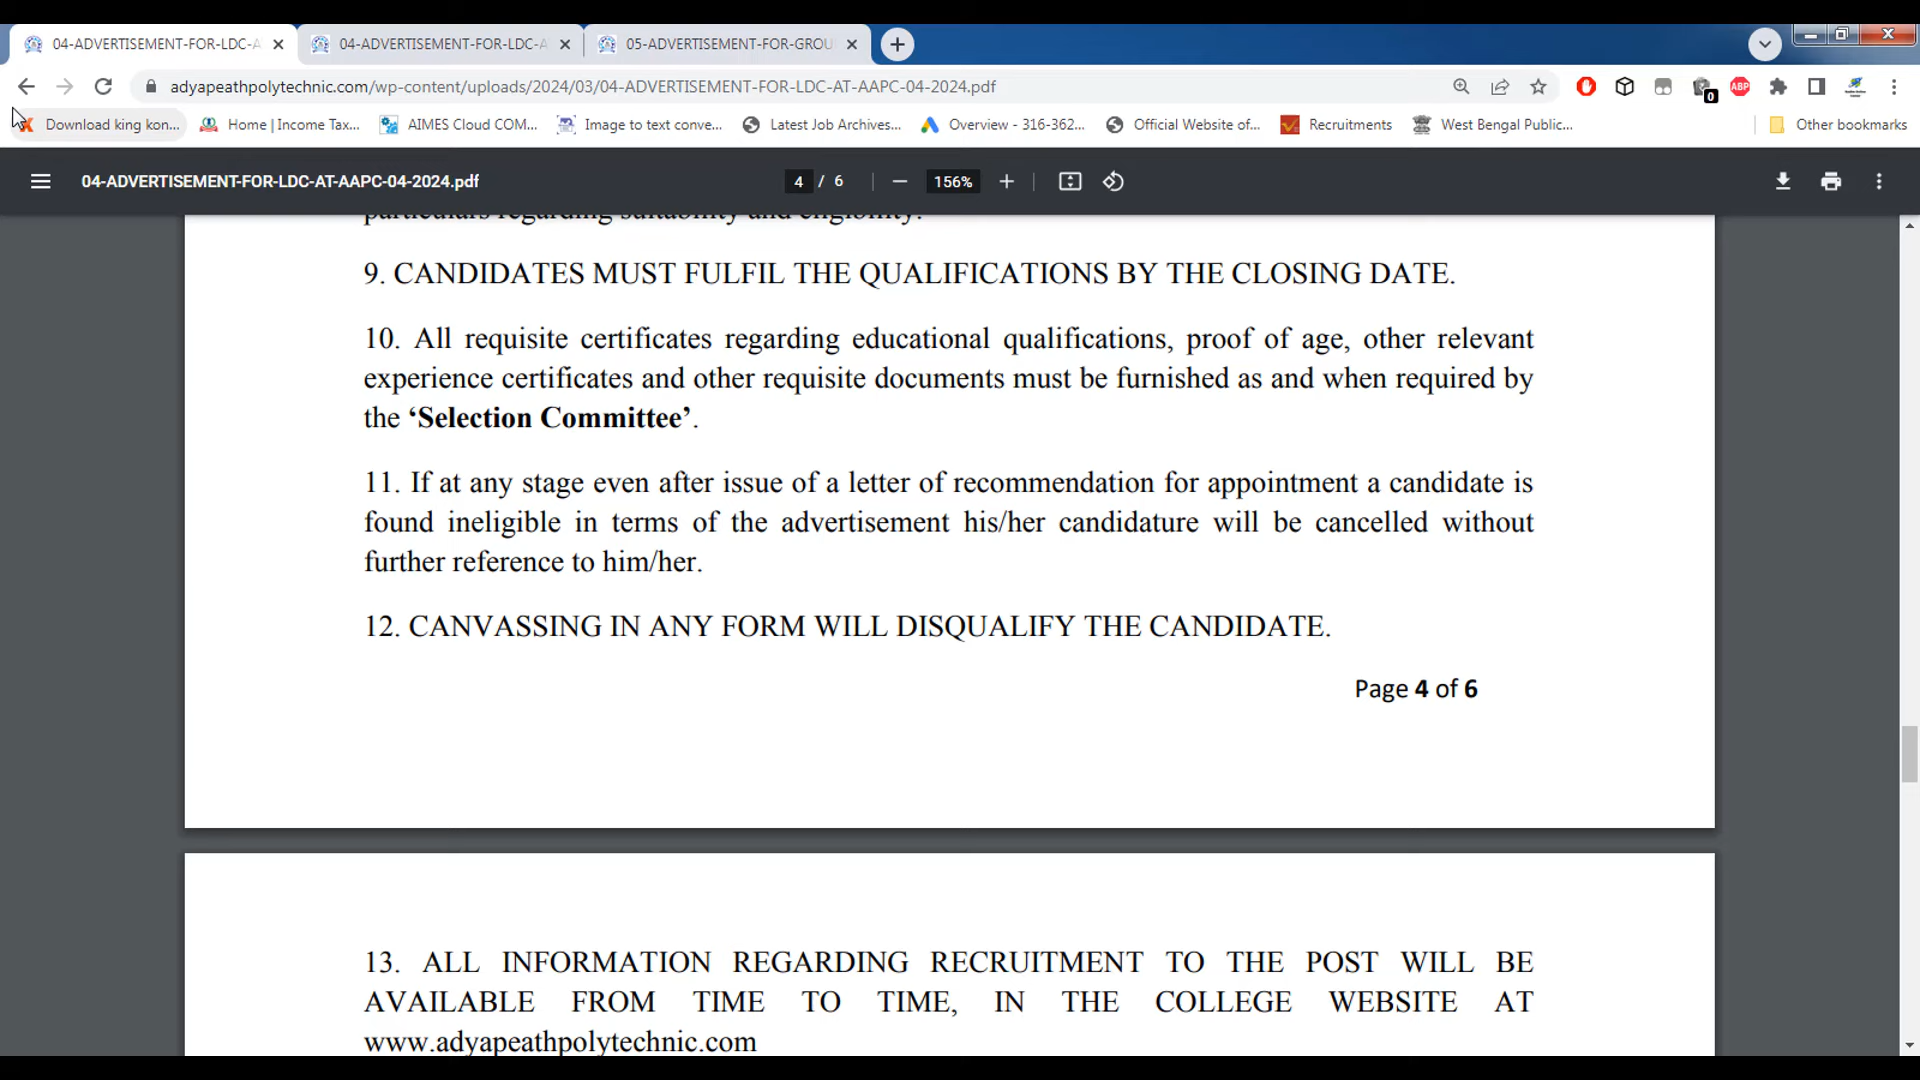 04-ADVERTISEMENT-FOR-LDC-A
04-ADVERTISEMENT-FOR-LDC-A
05-ADVERTISEMENT-FOR-GROU
adyapeathpolytechnic.com/wp-content/uploads/2024/03/04-ADVERTISEMENT-FOR-LDC-AT-AAPC-04-2024.pdf
0
ABP
Download king kon...
Home | Income Tax...
AIMES Cloud COM...
Image to text conve...
Latest Job Archives...
Overview - 316-362...
Official Website of...
Recruitments
West Bengal Public...
Other bookmarks
04-ADVERTISEMENT-FOR-LDC-AT-AAPC-04-2024.pdf
4 / 6
156%
particulars regarding suitability and eligibility.
9. CANDIDATES MUST FULFIL THE QUALIFICATIONS BY THE CLOSING DATE.
10. All requisite certificates regarding educational qualifications, proof of age, other relevant
experience certificates and other requisite documents must be furnished as and when required by
the ‘Selection Committee’.
11. If at any stage even after issue of a letter of recommendation for appointment a candidate is
found ineligible in terms of the advertisement his/her candidature will be cancelled without
further reference to him/her.
12. CANVASSING IN ANY FORM WILL DISQUALIFY THE CANDIDATE.
Page 4 of 6
13. ALL INFORMATION REGARDING RECRUITMENT TO THE POST WILL BE
AVAILABLE FROM TIME TO TIME, IN THE COLLEGE WEBSITE AT
www.adyapeathpolytechnic.com